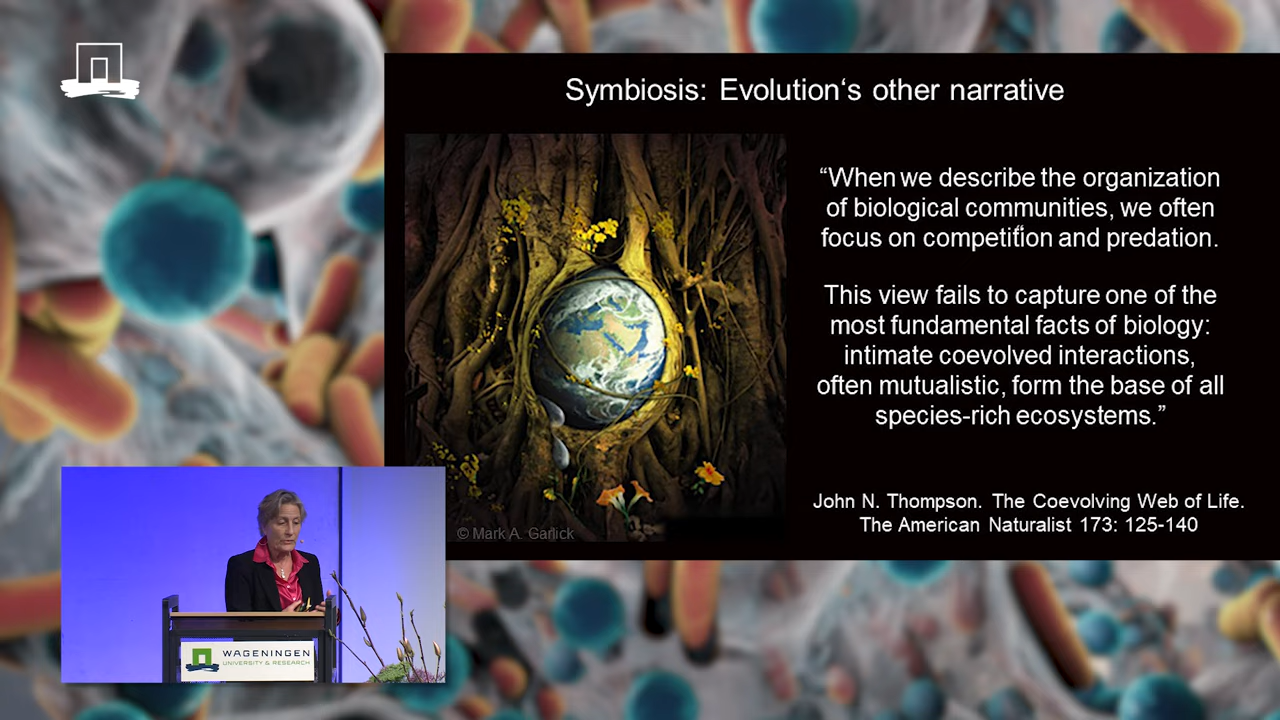 Symbiosis: Evolution‘s other narrative
“When we describe the organization
of biological communities, we often
focus on competition and predation.
This view fails to capture one of the
most fundamental facts of biology:
intimate coevolved interactions,
often mutualistic, form the base of all
species-rich ecosystems.”
John N. Thompson. The Coevolving Web of Life.
The American Naturalist 173: 125-140
© Mark A. Garlick
WAGENINGEN
UNIVERSITY & RESEARCH